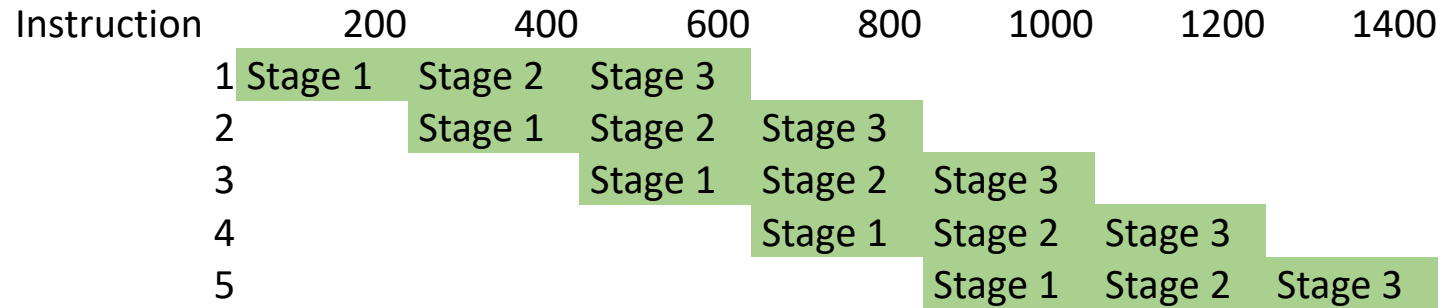 Instruction 200 400 600 800 1000 1200 1400
1 Stage 1 Stage 2 Stage 3
2 Stage 1 Stage 2 Stage 3
3 Stage 1 Stage 2 Stage 3
4 Stage 1 Stage 2 Stage 3
5 Stage 1 Stage 2 Stage 3